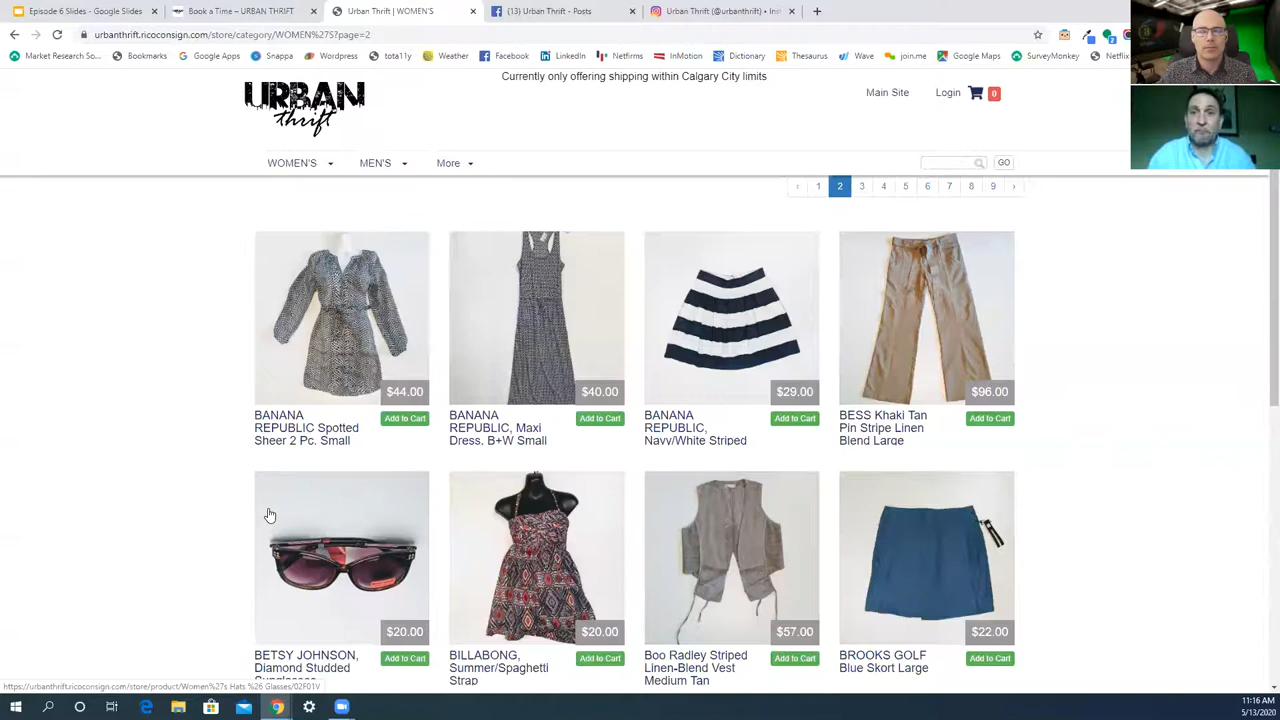 Episode 6 Slides - Google Slides
Book a Time – URBAN THRIFT
Urban Thrift | WOMEN'S
(13) Urban Thrift - Posts
Urban Thrift (@urbanthrift) • Inst
urbanthrift.ricoconsign.com/store/category/WOMEN%27S?page=2
Market Research So...
Bookmarks
Google Apps
Snappa
Wordpress
tota11y
Weather
Facebook
LinkedIn
Netfirms
InMotion
Dictionary
Thesaurus
Wave
join.me
Google Maps
SurveyMonkey
Netflix
Currently only offering shipping within Calgary City limits
URBAN
thrift
Main Site
Login
0
WOMEN'S
MEN'S
More
GO
‹ 1 2 3 4 5 6 7 8 9 ›
$44.00
$40.00
$29.00
$96.00
BANANA
REPUBLIC Spotted
Sheer 2 Pc. Small
Add to Cart
BANANA
REPUBLIC, Maxi
Dress, B+W Small
Add to Cart
BANANA
REPUBLIC,
Navy/White Striped
Add to Cart
BESS Khaki Tan
Pin Stripe Linen
Blend Large
Add to Cart
$20.00
$20.00
$57.00
$22.00
BETSY JOHNSON,
Diamond Studded
Sunglasses
Add to Cart
BILLABONG,
Summer/Spaghetti
Strap
Add to Cart
Boo Radley Striped
Linen-Blend Vest
Medium Tan
Add to Cart
BROOKS GOLF
Blue Skort Large
Add to Cart
https://urbanthrift.ricoconsign.com/store/product/Women%27s Hats %26 Glasses/02F01V
11:16 AM
5/13/2020